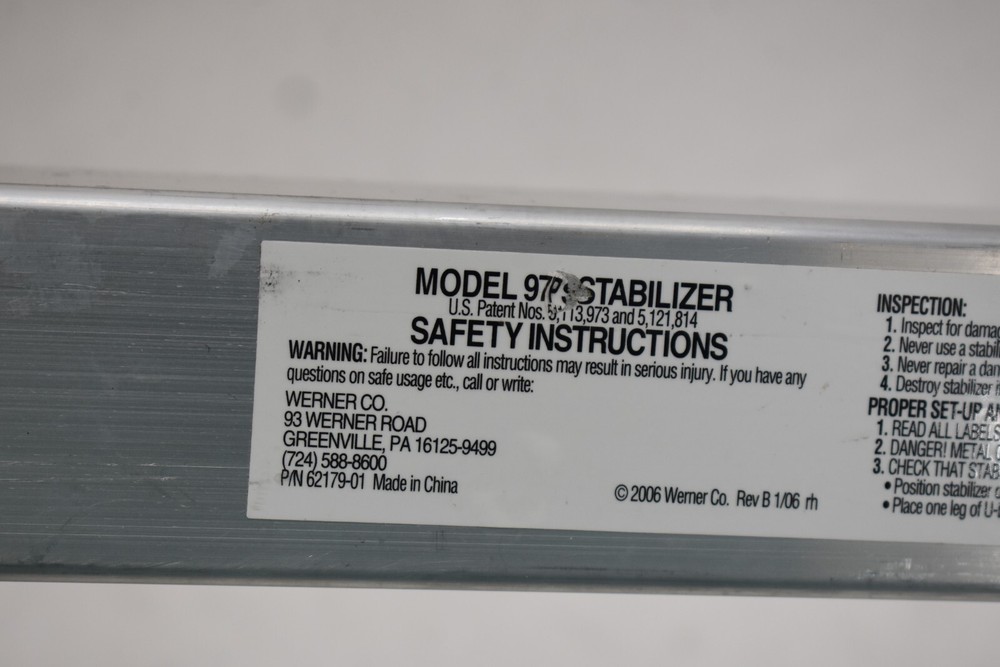 MODEL STABILIZER
U.S. Patent Nos. 5,113,973 and 5,121,814
SAFETY INSTRUCTIONS
WARNING: Failure to follow all instructions may result in serious injury. If you have any
questions on safe usage etc., call or write:
WERNER CO.
93 WERNER ROAD
GREENVILLE, PA 16125-9499
(724) 588-8600
P/N 62179-01 Made in China
© 2006 Werner Co. Rev B 1/06 rh
INSPECTION:
1. Inspect for damag
2. Never use a stabil
3. Never repair a dam
4. Destroy stabilizer
PROPER SET-UP AN
1. READ ALL LABELS
2. DANGER! METAL
3. CHECK THAT STAB
• Position stabilizer
• Place one leg of U-